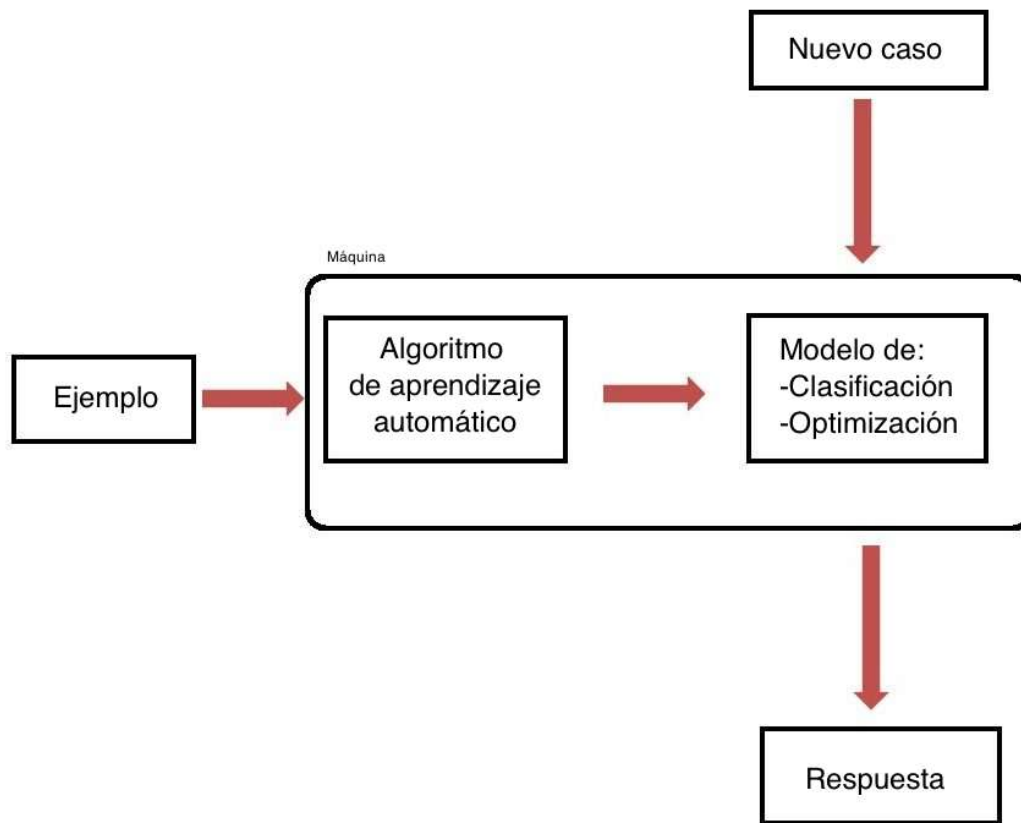 Nuevo caso
Máquina
Ejemplo
Algoritmo
de aprendizaje
automático
Modelo de:
-Clasificación
-Optimización
Respuesta